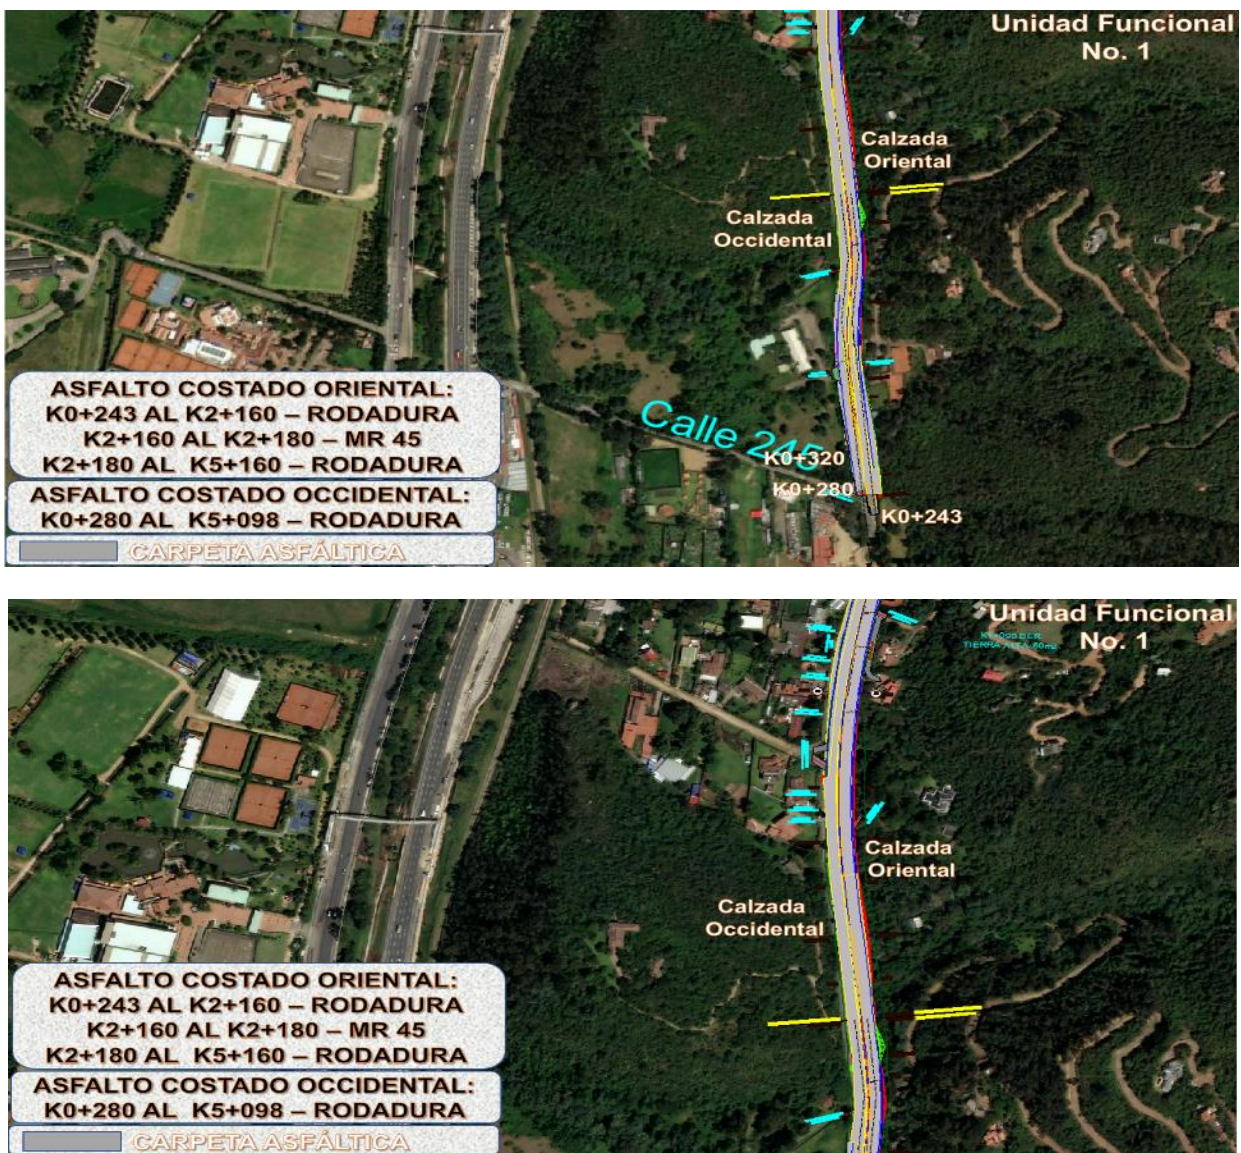 Unidad Funcional
No. 1
Calzada
Oriental
Calzada
Occidental
Calle 245
K0+320
K0+280
K0+243
ASFALTO COSTADO ORIENTAL:
K0+243 AL K2+160 – RODADURA
K2+160 AL K2+180 – MR 45
K2+180 AL K5+160 – RODADURA
ASFALTO COSTADO OCCIDENTAL:
K0+280 AL K5+098 – RODADURA
CARPETA ASFÁLTICA
Unidad Funcional
No. 1
Calzada
Oriental
Calzada
Occidental
ASFALTO COSTADO ORIENTAL:
K0+243 AL K2+160 – RODADURA
K2+160 AL K2+180 – MR 45
K2+180 AL K5+160 – RODADURA
ASFALTO COSTADO OCCIDENTAL:
K0+280 AL K5+098 – RODADURA
CARPETA ASFÁLTICA